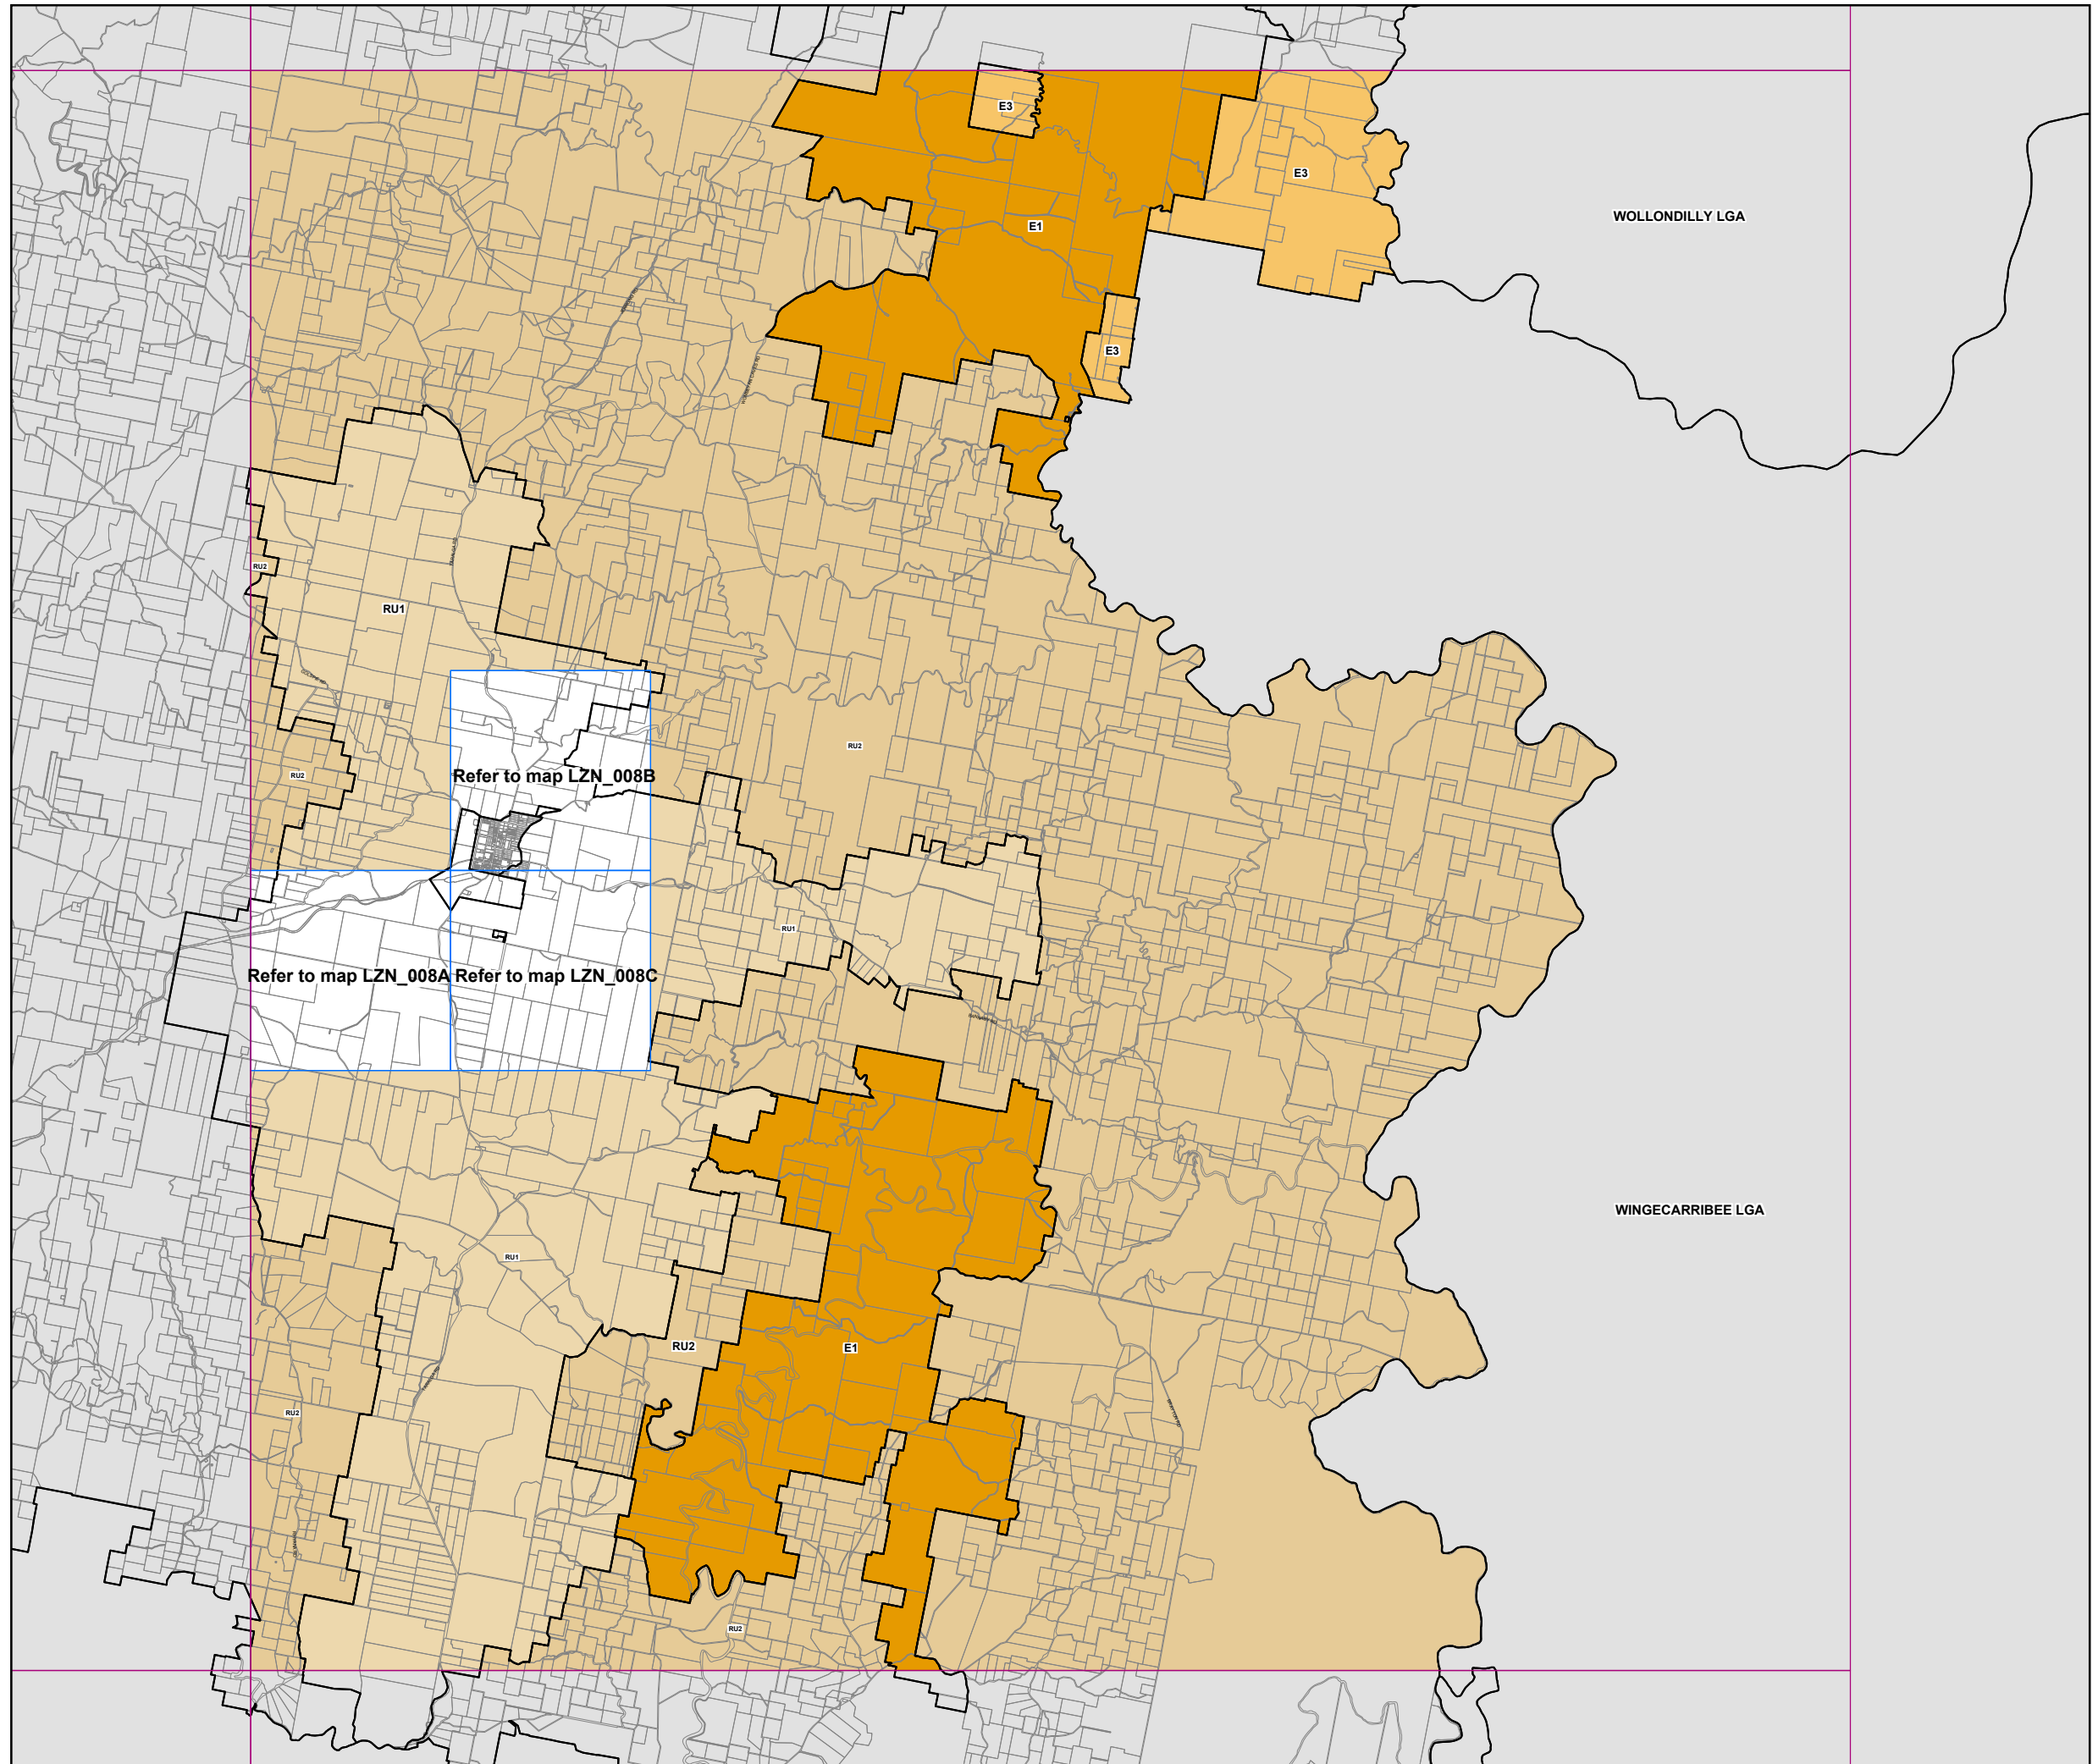 E3
E3
WOLLONDILLY LGA
E1
E3
RU2
RU1
RU2
RU2
Refer to map LZN_008B
RU1
Refer to map LZN_008A
Refer to map LZN_008C
WINGECARRIBEE LGA
RU1
RU2
E1
RU2
RU2